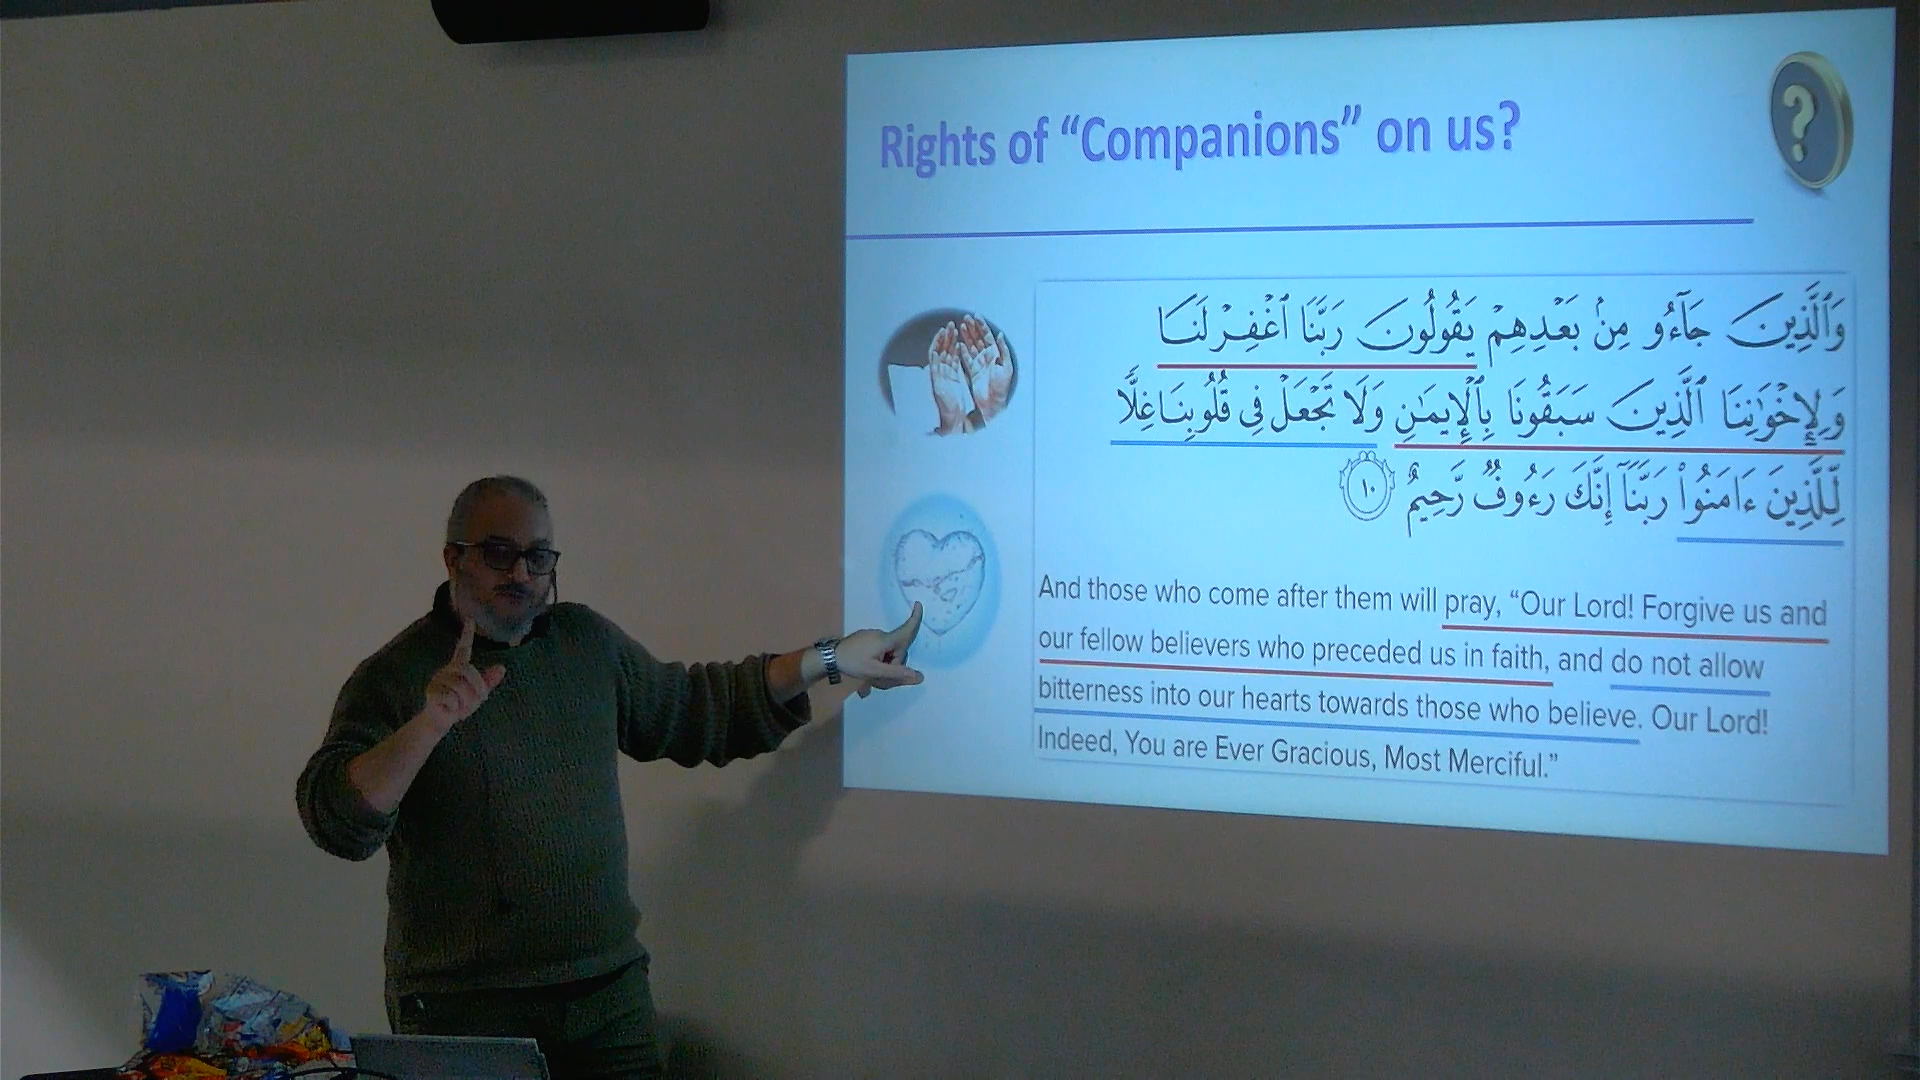 Rights of “Companions” on us?
?
وَٱلَّذِينَ جَآءُو مِنۢ بَعْدِهِمْ يَقُولُونَ رَبَّنَا ٱغْفِرْ لَنَا
وَلِإِخْوَٰنِنَا ٱلَّذِينَ سَبَقُونَا بِٱلْإِيمَٰنِ وَلَا تَجْعَلْ فِى قُلُوبِنَا غِلًّا
لِّلَّذِينَ ءَامَنُوا۟ رَبَّنَآ إِنَّكَ رَءُوفٌ رَّحِيمٌ ١٠
And those who come after them will pray, “Our Lord! Forgive us and
our fellow believers who preceded us in faith, and do not allow
bitterness into our hearts towards those who believe. Our Lord!
Indeed, You are Ever Gracious, Most Merciful.”